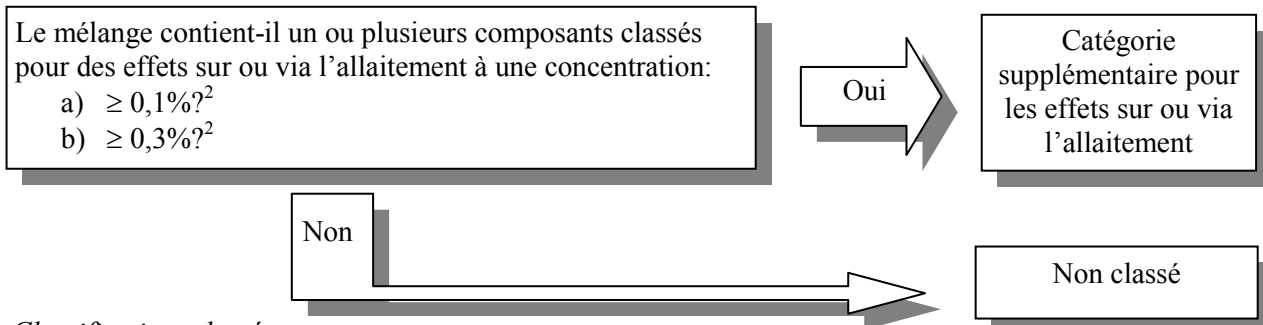 Le mélange contient-il un ou plusieurs composants classés
pour des effets sur ou via l’allaitement à une concentration:
a) ≥ 0,1%?²
b) ≥ 0,3%?²
Oui
Catégorie
supplémentaire pour
les effets sur ou via
l’allaitement
Non
Non classé